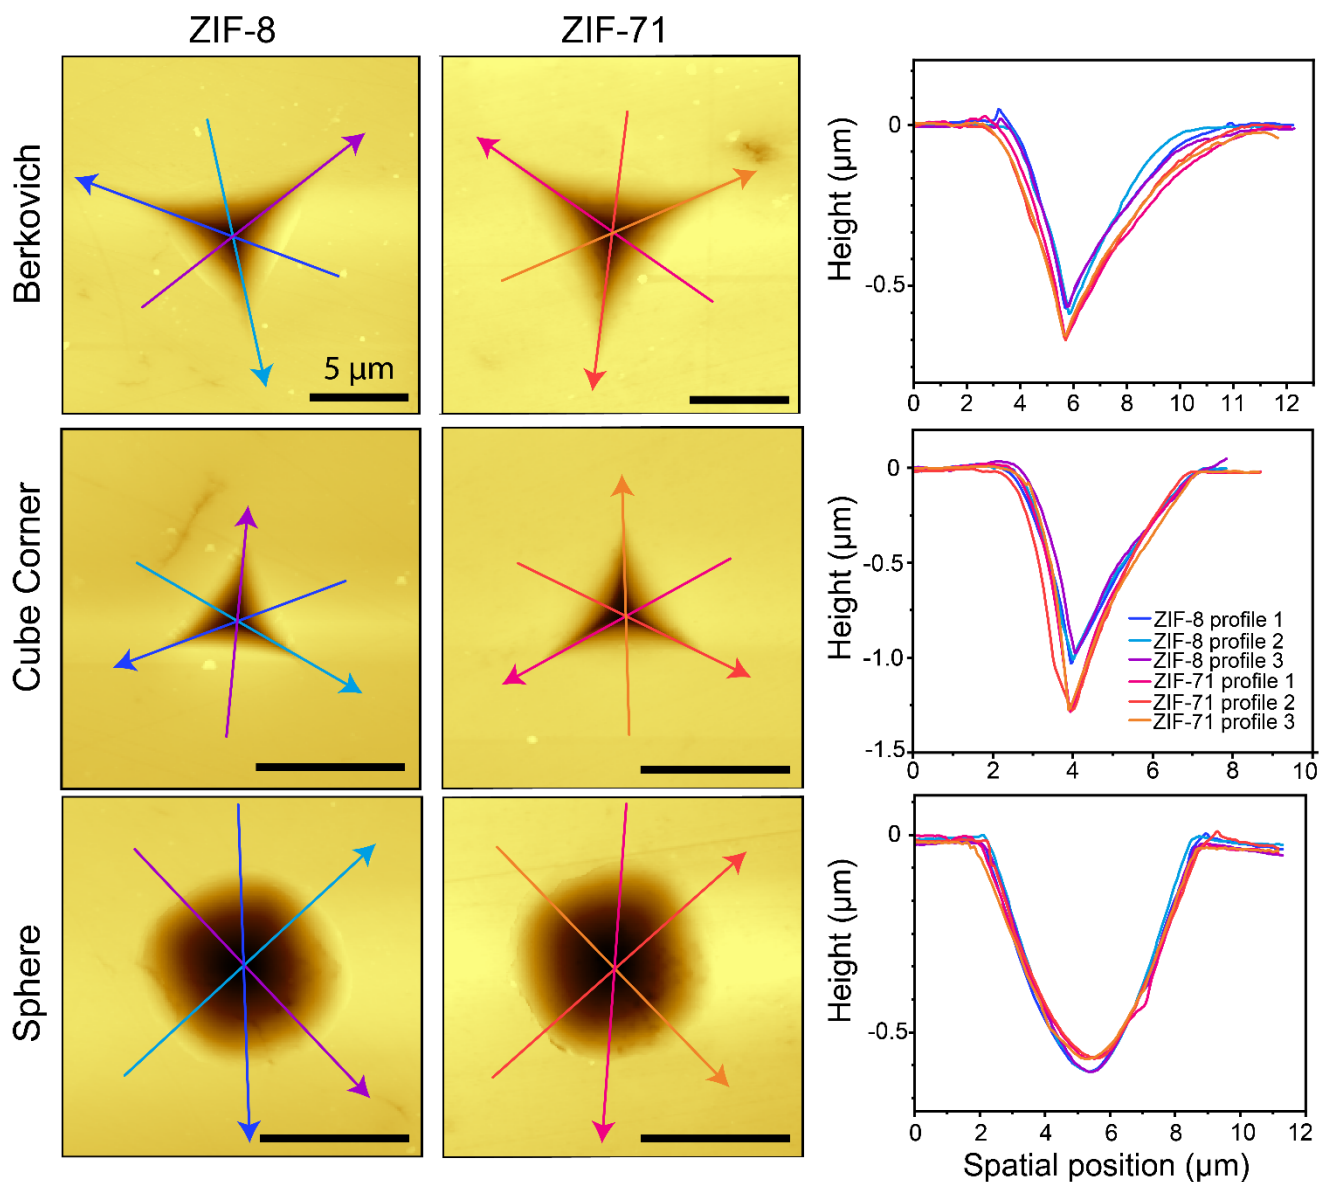 ZIF-8
ZIF-71
Berkovich
5 μm
Height (μm)
0
-0.5
0 2 4 6 8 10 11 12
Cube Corner
Height (μm)
0
-0.5
-1.0
-1.5
ZIF-8 profile 1
ZIF-8 profile 2
ZIF-8 profile 3
ZIF-71 profile 1
ZIF-71 profile 2
ZIF-71 profile 3
0 2 4 6 8 10
Sphere
Height (μm)
0
-0.5
0 2 4 6 8 10 12
Spatial position (μm)